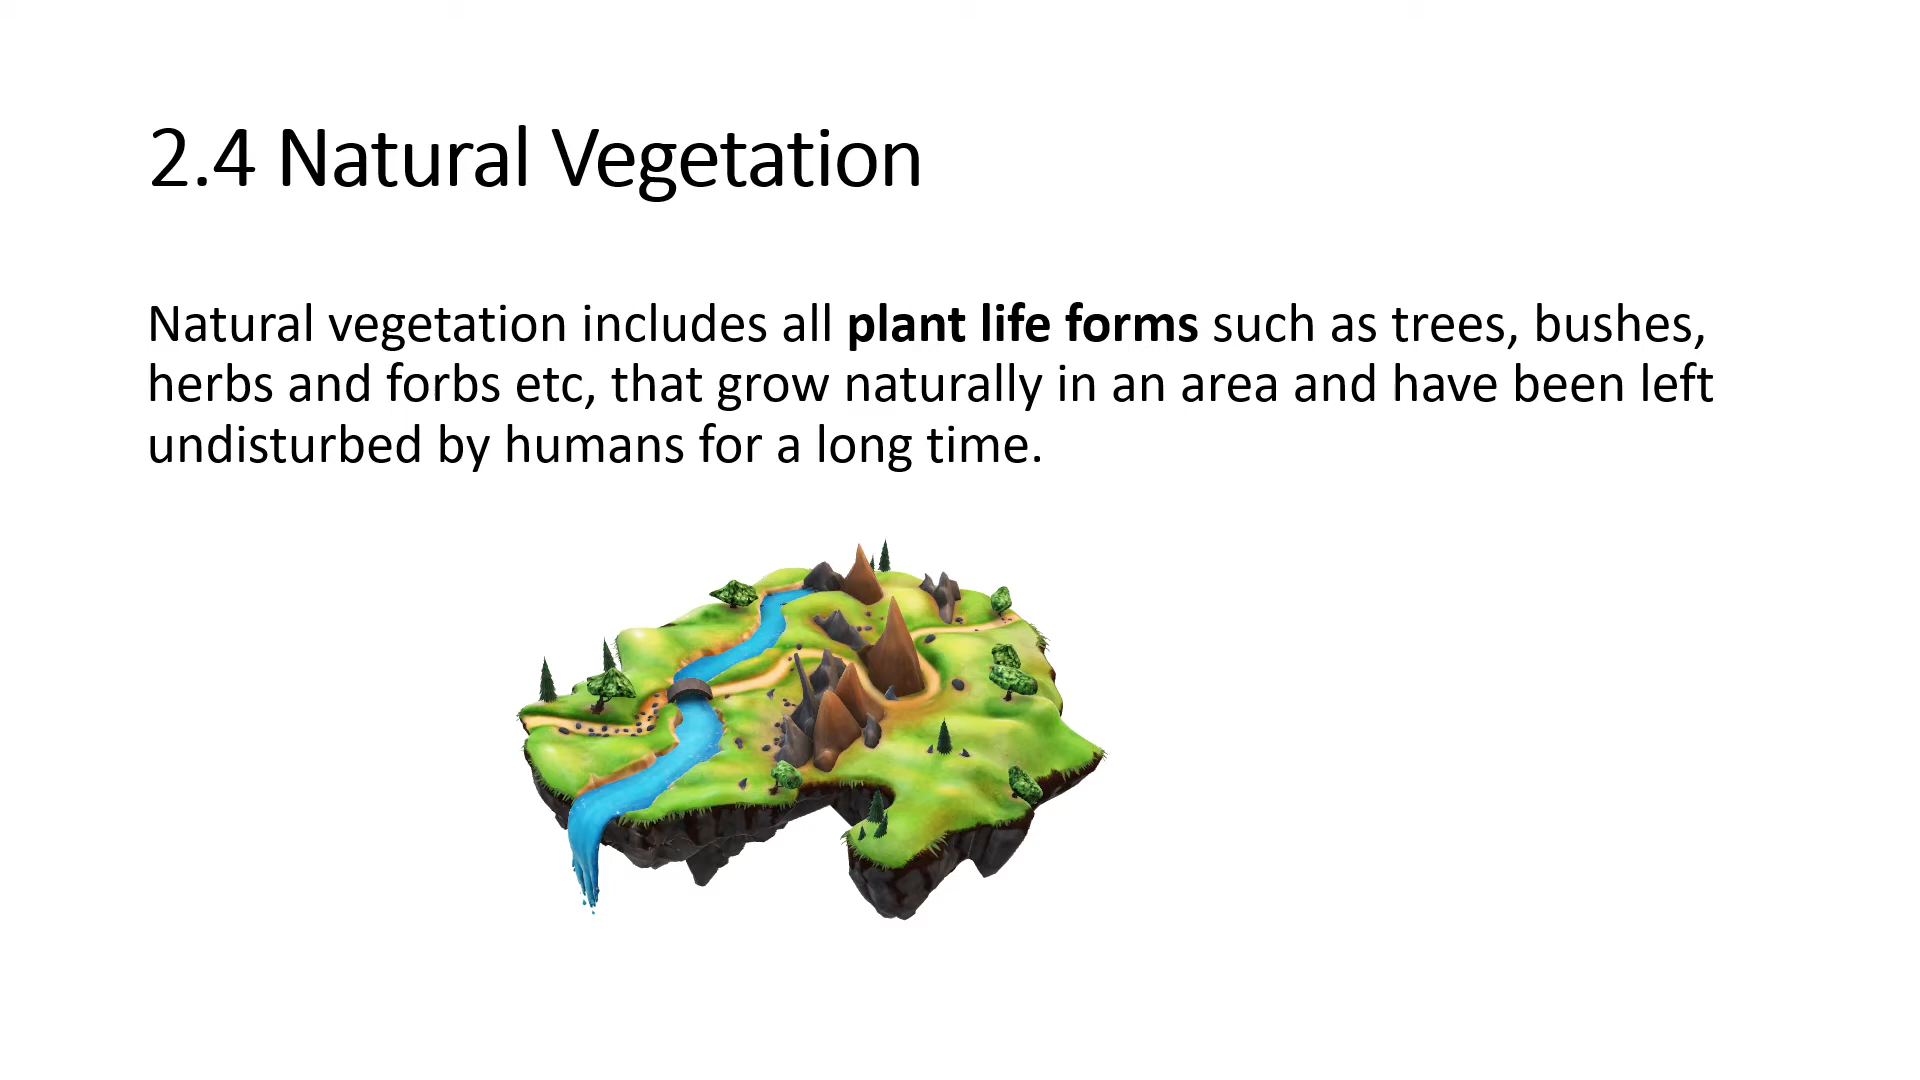 2.4 Natural Vegetation
Natural vegetation includes all plant life forms such as trees, bushes,
herbs and forbs etc, that grow naturally in an area and have been left
undisturbed by humans for a long time.